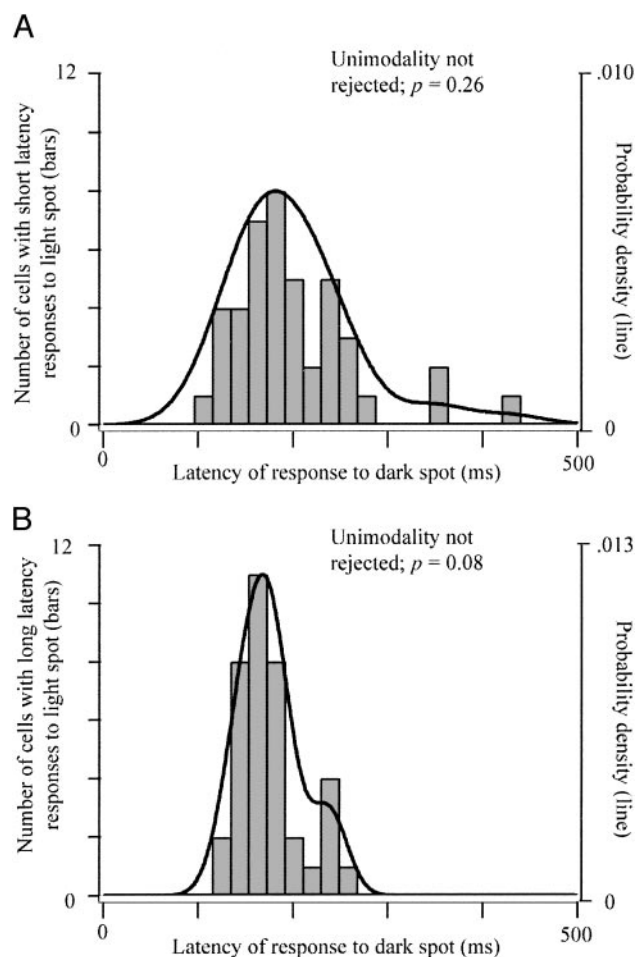 A
Unimodality not
rejected; p = 0.26
12
.010
Number of cells with short latency
responses to light spot (bars)
Probability density (line)
0
0
0
500
Latency of response to dark spot (ms)
B
Unimodality not
rejected; p = 0.08
12
.013
Number of cells with long latency
responses to light spot (bars)
Probability density (line)
0
0
0
500
Latency of response to dark spot (ms)